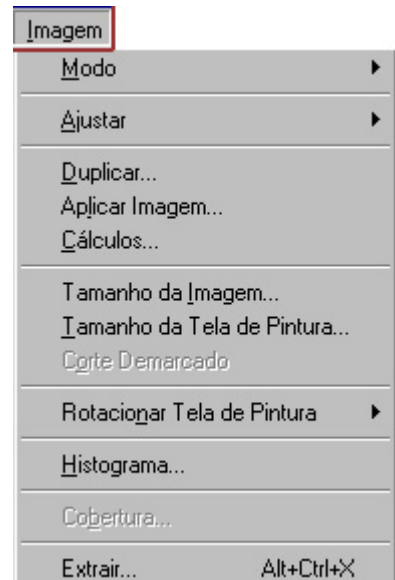 Imagem
Modo
Ajustar
Duplicar...
Aplicar Imagem...
Cálculos...
Tamanho da Imagem...
Tamanho da Tela de Pintura...
Corte Demarcado
Rotacionar Tela de Pintura
Histograma...
Cobertura...
Extrair... Alt+Ctrl+X